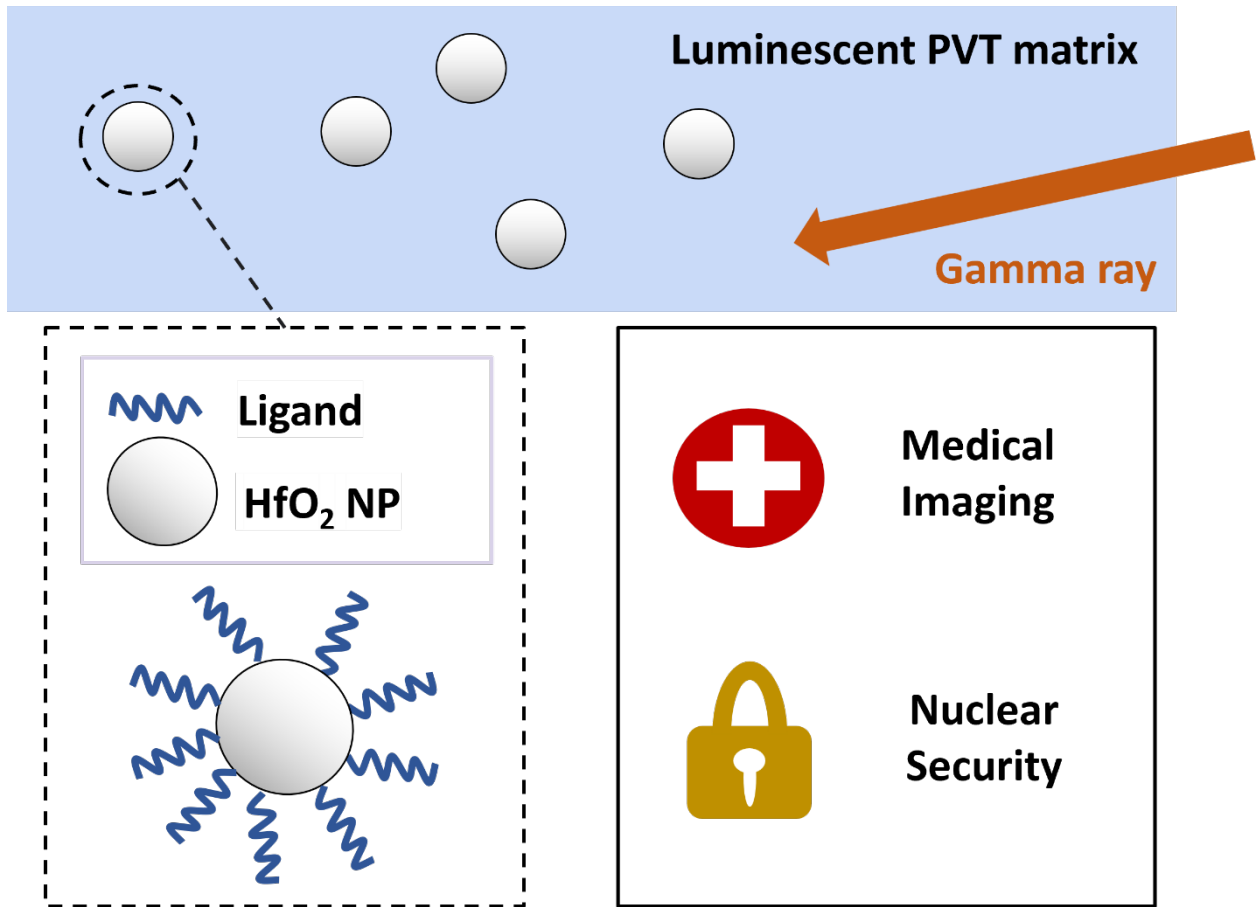 Luminescent PVT matrix
Gamma ray
Ligand
HfO₂ NP
Medical
Imaging
Nuclear
Security